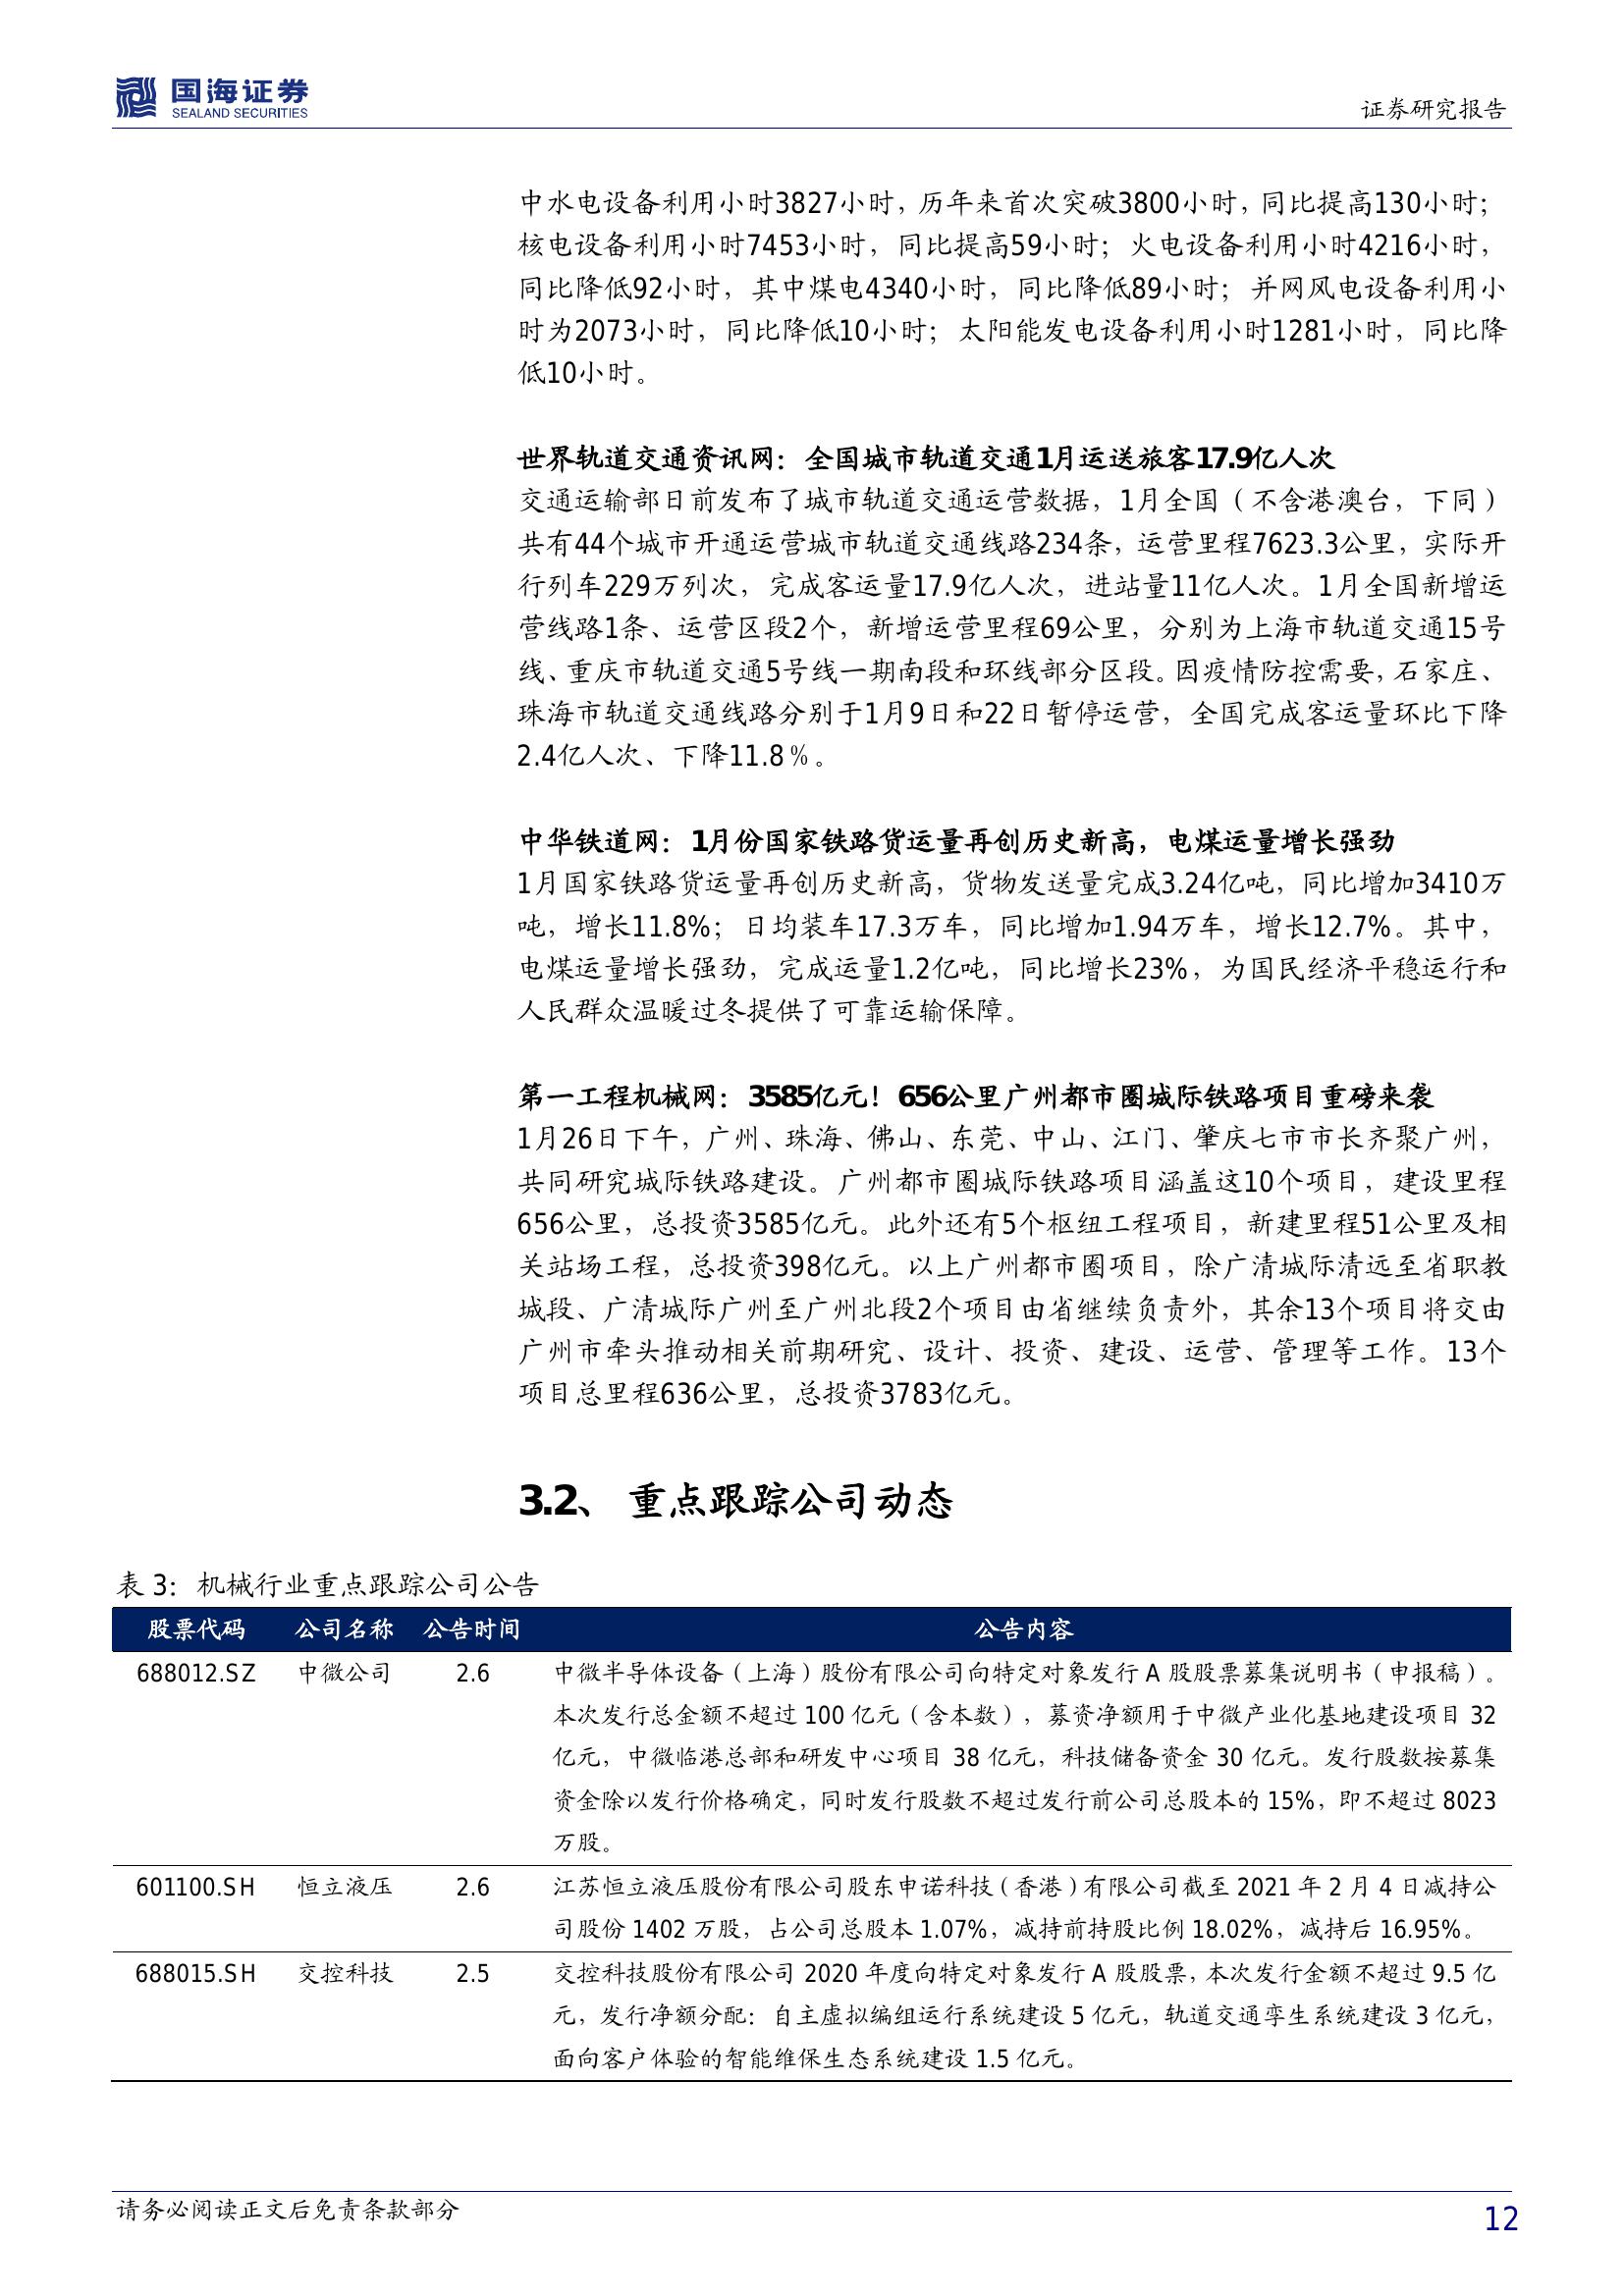 国海证券
SEALAND SECURITIES
证券研究报告
中水电设备利用小时3827小时，历年来首次突破3800小时，同比提高130小时；
核电设备利用小时7453小时，同比提高59小时；火电设备利用小时4216小时，
同比降低92小时，其中煤电4340小时，同比降低89小时；并网风电设备利用小
时为2073小时，同比降低10小时；太阳能发电设备利用小时1281小时，同比降
低10小时。
世界轨道交通资讯网：全国城市轨道交通1月运送旅客17.9亿人次
交通运输部日前发布了城市轨道交通运营数据，1月全国（不含港澳台，下同）
共有44个城市开通运营城市轨道交通线路234条，运营里程7623.3公里，实际开
行列车229万列次，完成客运量17.9亿人次，进站量11亿人次。1月全国新增运
营线路1条、运营区段2个，新增运营里程69公里，分别为上海市轨道交通15号
线、重庆市轨道交通5号线一期南段和环线部分区段。因疫情防控需要，石家庄、
珠海市轨道交通线路分别于1月9日和22日暂停运营，全国完成客运量环比下降
2.4亿人次、下降11.8％。
中华铁道网：1月份国家铁路货运量再创历史新高，电煤运量增长强劲
1月国家铁路货运量再创历史新高，货物发送量完成3.24亿吨，同比增加3410万
吨，增长11.8%；日均装车17.3万车，同比增加1.94万车，增长12.7%。其中，
电煤运量增长强劲，完成运量1.2亿吨，同比增长23%，为国民经济平稳运行和
人民群众温暖过冬提供了可靠运输保障。
第一工程机械网：3585亿元！656公里广州都市圈城际铁路项目重磅来袭
1月26日下午，广州、珠海、佛山、东莞、中山、江门、肇庆七市市长齐聚广州，
共同研究城际铁路建设。广州都市圈城际铁路项目涵盖这10个项目，建设里程
656公里，总投资3585亿元。此外还有5个枢纽工程项目，新建里程51公里及相
关站场工程，总投资398亿元。以上广州都市圈项目，除广清城际清远至省职教
城段、广清城际广州至广州北段2个项目由省继续负责外，其余13个项目将交由
广州市牵头推动相关前期研究、设计、投资、建设、运营、管理等工作。13个
项目总里程636公里，总投资3783亿元。
3.2、 重点跟踪公司动态
表 3：机械行业重点跟踪公司公告
股票代码 公司名称 公告时间 公告内容
688012.SZ 中微公司 2.6 中微半导体设备（上海）股份有限公司向特定对象发行 A 股股票募集说明书（申报稿）。
本次发行总金额不超过 100 亿元（含本数），募资净额用于中微产业化基地建设项目 32
亿元，中微临港总部和研发中心项目 38 亿元，科技储备资金 30 亿元。发行股数按募集
资金除以发行价格确定，同时发行股数不超过发行前公司总股本的 15%，即不超过 8023
万股。
601100.SH 恒立液压 2.6 江苏恒立液压股份有限公司股东申诺科技（香港）有限公司截至 2021 年 2 月 4 日减持公
司股份 1402 万股，占公司总股本 1.07%，减持前持股比例 18.02%，减持后 16.95%。
688015.SH 交控科技 2.5 交控科技股份有限公司 2020 年度向特定对象发行 A 股股票，本次发行金额不超过 9.5 亿
元，发行净额分配：自主虚拟编组运行系统建设 5 亿元，轨道交通孪生系统建设 3 亿元，
面向客户体验的智能维保生态系统建设 1.5 亿元。
请务必阅读正文后免责条款部分
12